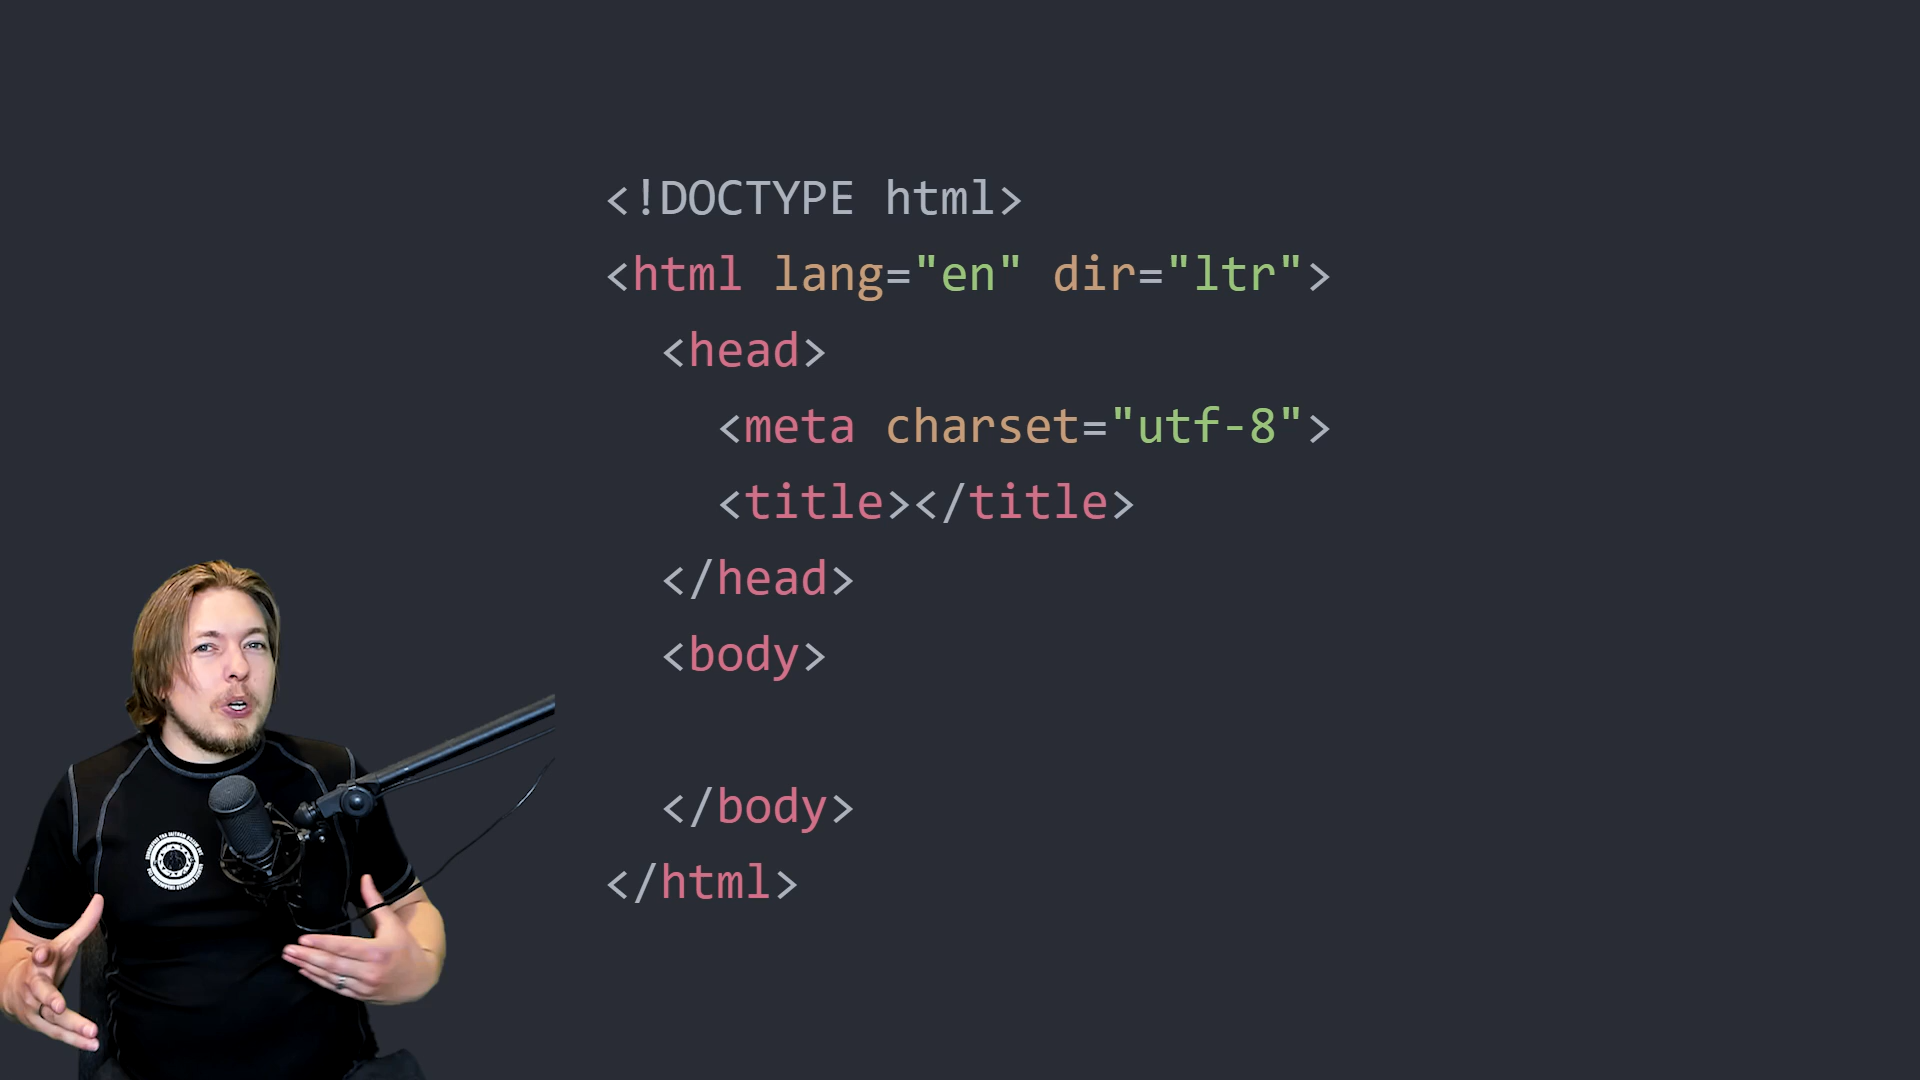 <!DOCTYPE html>
<html lang="en" dir="ltr">
<head>
<meta charset="utf-8">
<title></title>
</head>
<body>
</body>
</html>